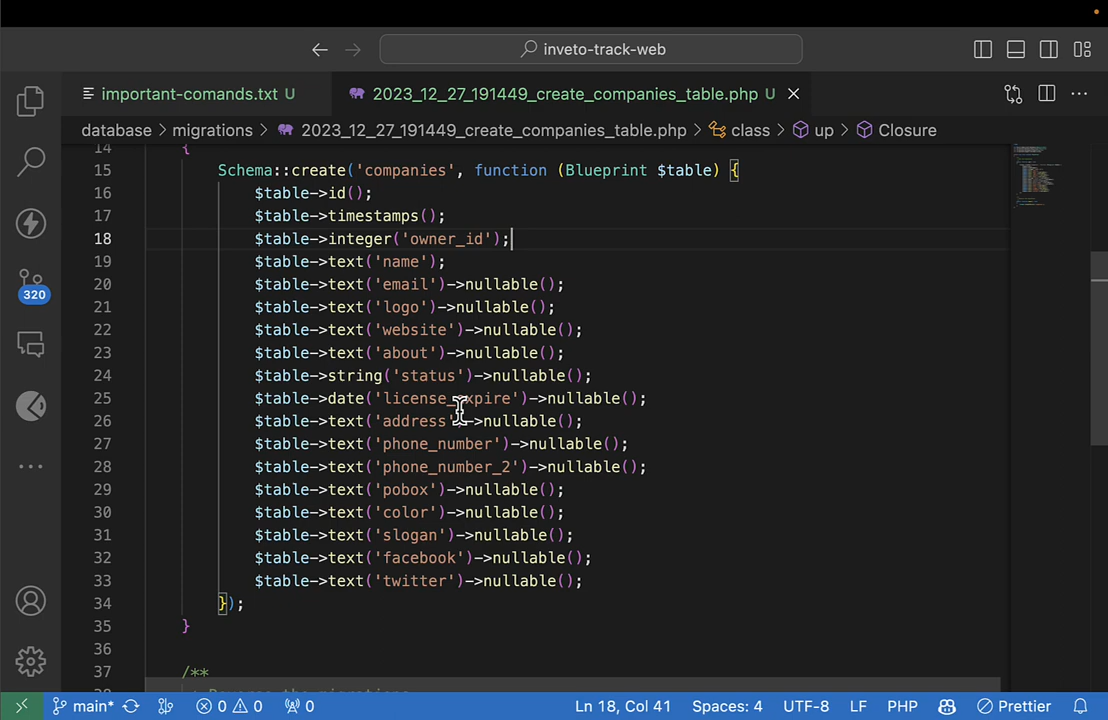 inveto-track-web
important-comands.txt U
2023_12_27_191449_create_companies_table.php U
database > migrations > 2023_12_27_191449_create_companies_table.php > class > up > Closure
14 {
15 Schema::create('companies', function (Blueprint $table) {
16 $table->id();
17 $table->timestamps();
18 $table->integer('owner_id');
19 $table->text('name');
20 $table->text('email')->nullable();
21 $table->text('logo')->nullable();
22 $table->text('website')->nullable();
23 $table->text('about')->nullable();
24 $table->string('status')->nullable();
25 $table->date('license_expire')->nullable();
26 $table->text('address')->nullable();
27 $table->text('phone_number')->nullable();
28 $table->text('phone_number_2')->nullable();
29 $table->text('pobox')->nullable();
30 $table->text('color')->nullable();
31 $table->text('slogan')->nullable();
32 $table->text('facebook')->nullable();
33 $table->text('twitter')->nullable();
34 });
35 }
36
37 /**
320
main* 0 0 0 Ln 18, Col 41 Spaces: 4 UTF-8 LF PHP Prettier